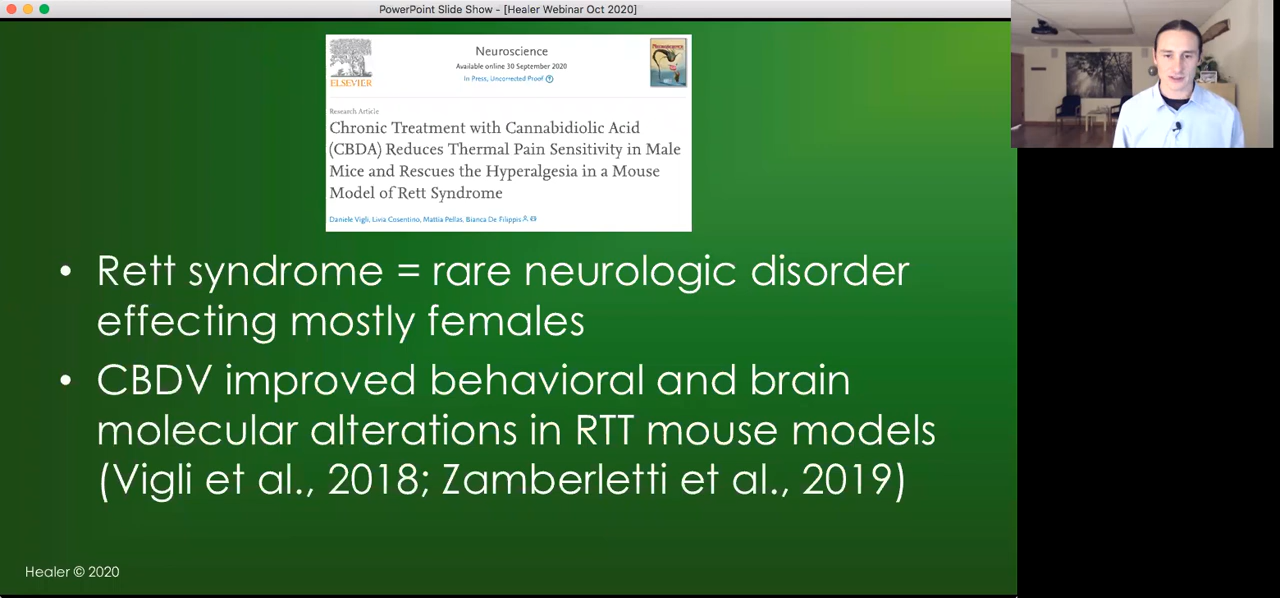 PowerPoint Slide Show - [Healer Webinar Oct 2020]
ELSEVIER
Neuroscience
Available online 30 September 2020
In Press, Uncorrected Proof
Research Article
Chronic Treatment with Cannabidiolic Acid
(CBDA) Reduces Thermal Pain Sensitivity in Male
Mice and Rescues the Hyperalgesia in a Mouse
Model of Rett Syndrome
Daniele Vigli, Livia Cosentino, Mattia Pellas, Bianca De Filippis
• Rett syndrome = rare neurologic disorder
effecting mostly females
• CBDV improved behavioral and brain
molecular alterations in RTT mouse models
(Vigli et al., 2018; Zamberletti et al., 2019)
Healer © 2020